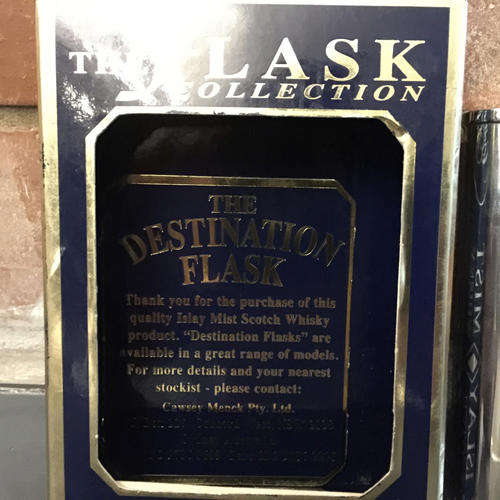 THE FLASK
COLLECTION
THE
DESTINATION
FLASK
Thank you for the purchase of this
quality Islay Mist Scotch Whisky
product. "Destination Flasks" are
available in a great range of models.
For more details and your nearest
stockist - please contact:
Cawsey Menck Pty. Ltd.